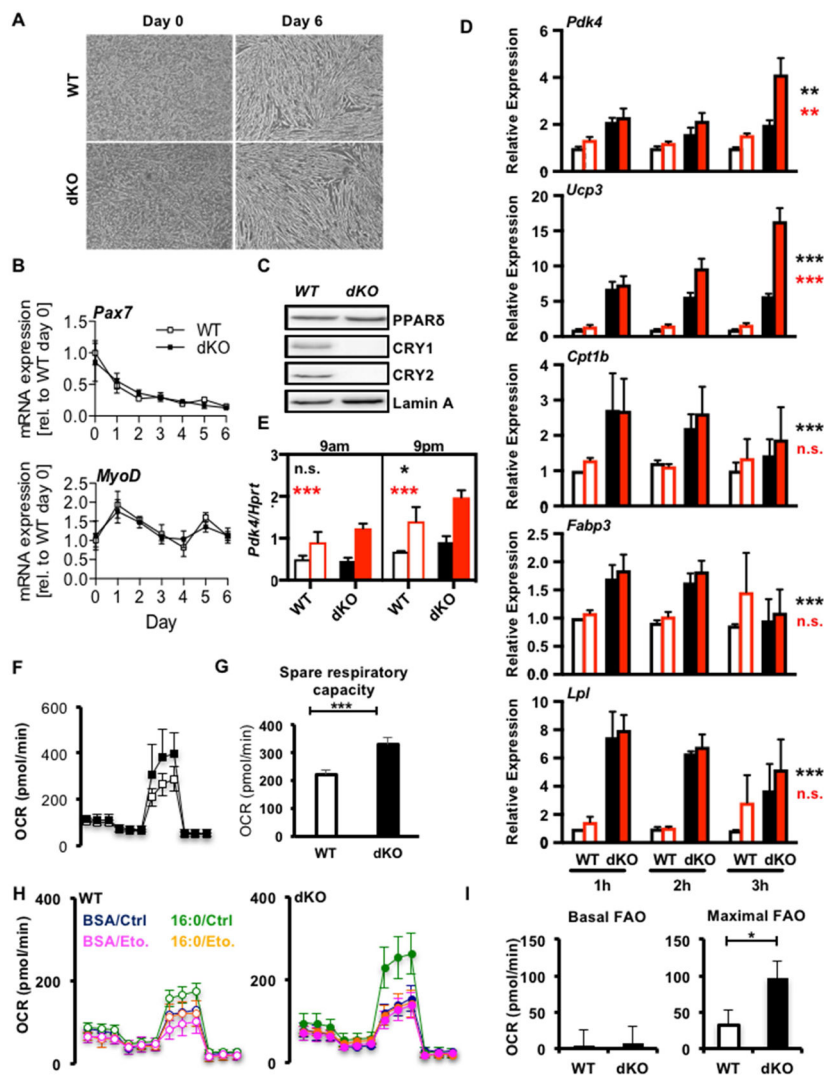 A
Day 0
Day 6
WT
dKO
B
Pax7
WT
dKO
mRNA expression
[rel. to WT day 0]
1.5
1.0
0.5
0.0
0 1 2 3 4 5 6
MyoD
mRNA expression
[rel. to WT day 0]
2.5
2.0
1.5
1.0
0.5
0.0
0 1 2 3 4 5 6
Day
C
WT dKO
PPARδ
CRY1
CRY2
Lamin A
E
9am 9pm
n.s. *
*** ***
Pdk4/Hprt
3
2
1
0
WT dKO WT dKO
D
Pdk4
Relative Expression
6
4
2
0
**
**
Ucp3
Relative Expression
20
15
10
5
0
***
***
Cpt1b
Relative Expression
4
3
2
1
0
***
n.s.
Fabp3
Relative Expression
2.5
2.0
1.5
1.0
0.5
0.0
***
n.s.
Lpl
Relative Expression
10
8
6
4
2
0
***
n.s.
WT dKO WT dKO WT dKO
1h 2h 3h
F
OCR (pmol/min)
600
400
200
0
G
Spare respiratory
capacity
***
OCR (pmol/min)
400
300
200
100
0
WT dKO
H
WT
BSA/Ctrl 16:0/Ctrl
BSA/Eto. 16:0/Eto.
OCR (pmol/min)
400
200
0
dKO
400
200
0
I
Basal FAO
OCR (pmol/min)
150
100
50
0
WT dKO
Maximal FAO
*
150
100
50
0
WT dKO